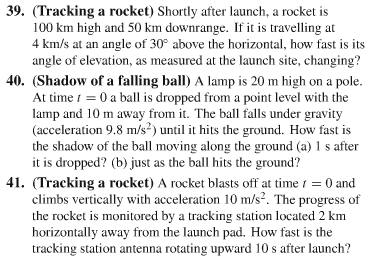 39. (Tracking a rocket) Shortly after launch, a rocket is
100 km high and 50 km downrange. If it is travelling at
4 km/s at an angle of 30° above the horizontal, how fast is its
angle of elevation, as measured at the launch site, changing?
40. (Shadow of a falling ball) A lamp is 20 m high on a pole.
At time t = 0 a ball is dropped from a point level with the
lamp and 10 m away from it. The ball falls under gravity
(acceleration 9.8 m/s²) until it hits the ground. How fast is
the shadow of the ball moving along the ground (a) 1 s after
it is dropped? (b) just as the ball hits the ground?
41. (Tracking a rocket) A rocket blasts off at time t = 0 and
climbs vertically with acceleration 10 m/s². The progress of
the rocket is monitored by a tracking station located 2 km
horizontally away from the launch pad. How fast is the
tracking station antenna rotating upward 10 s after launch?